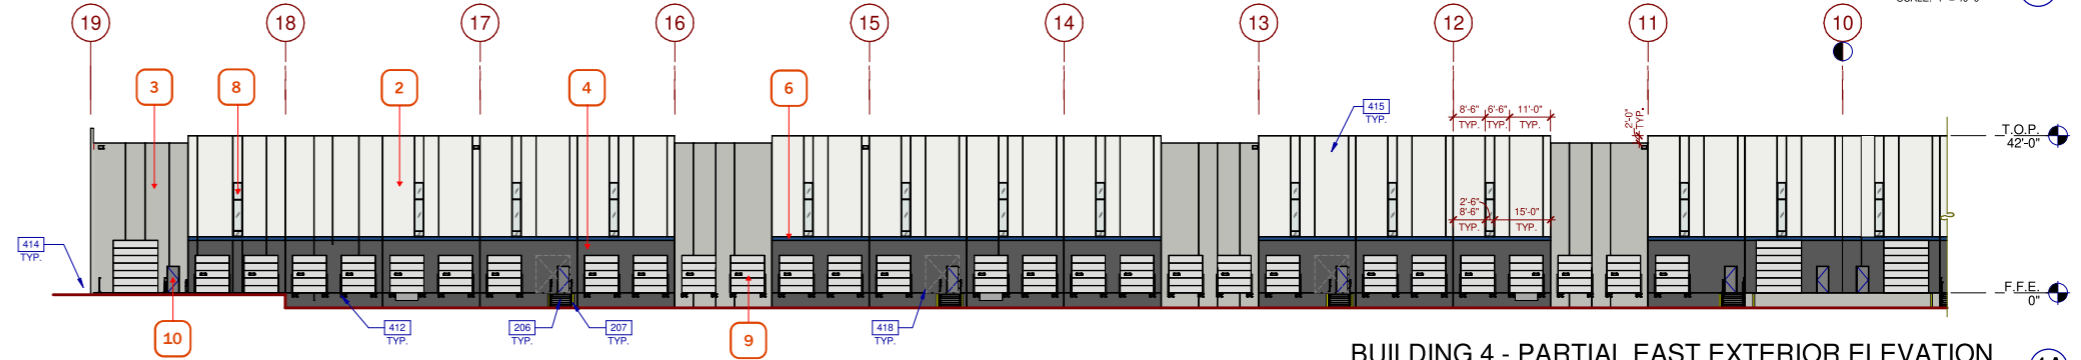 19 18 17 16 15 14 13 12 11 10
3 8 2 4 6
415
TYP.
8'-6" 6'-6" 11'-0"
TYP. TYP. TYP.
2'-0"
TYP.
T.O.P.
42'-0"
2'-6"
8'-6" 15'-0"
TYP. TYP.
414
TYP.
F.F.E.
0"
10
412
TYP.
206
TYP.
207
TYP.
9
418
TYP.
BUILDING 4 - PARTIAL EAST EXTERIOR ELEVATION